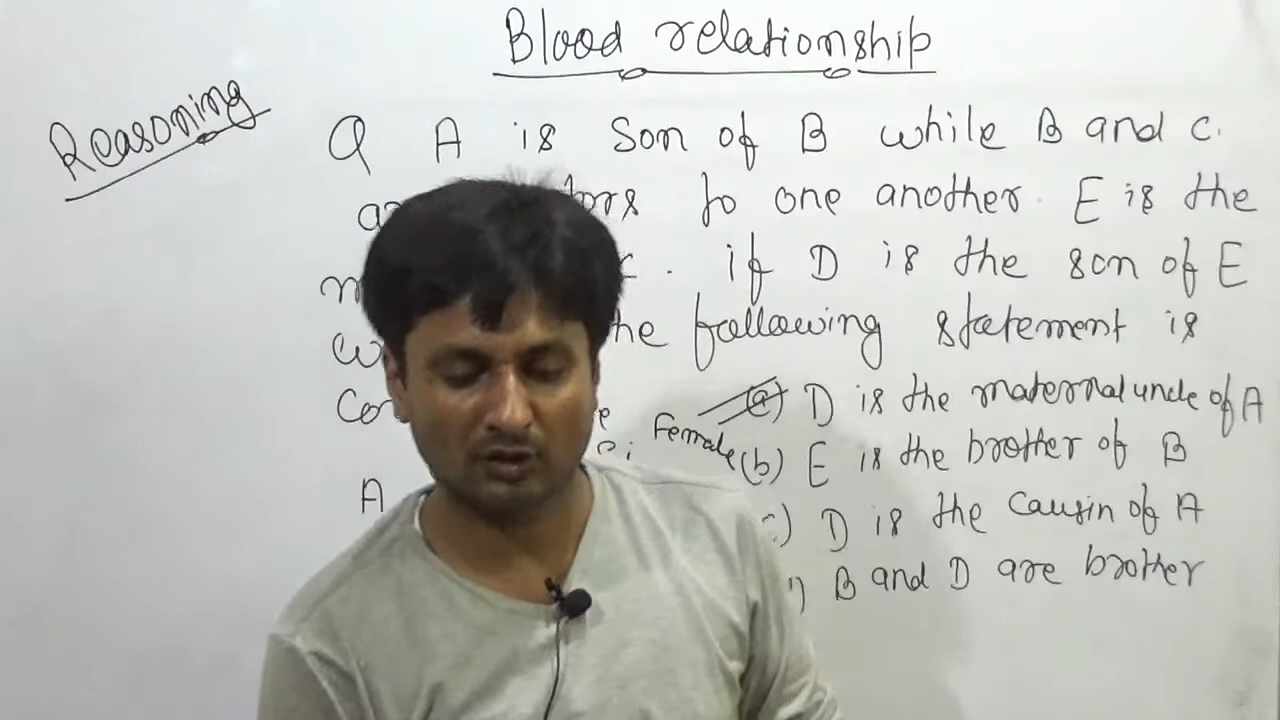 Blood relationship
Reasoning
Q A is Son of B while B and C.
to one another. E is the
. if D is the son of E
the following statement is
(a) D is the maternal uncle of A
Female
(b) E is the brother of B
c) D is the Causin of A
A
) B and D are brother